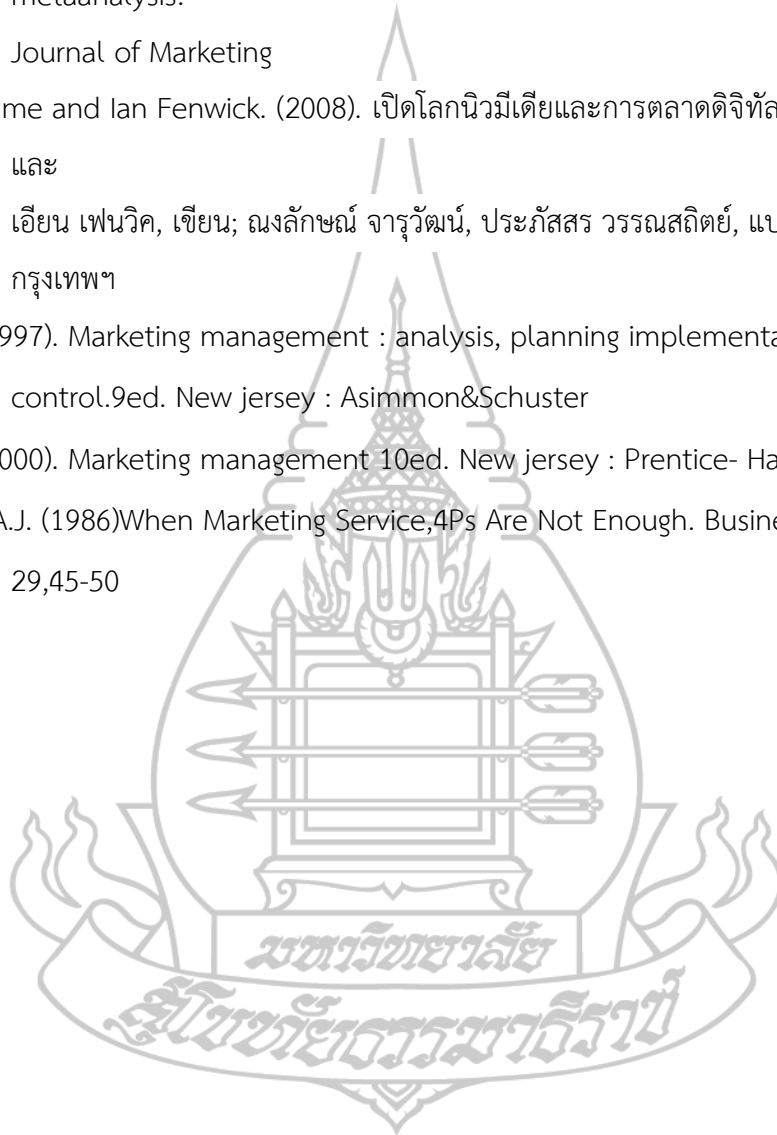 metaanalysis.
Journal of Marketing
me and Ian Fenwick. (2008). เปิดโลกนิวมีเดียและการตลาดดิจิทัล
และ
เอียน เฟนวิค, เขียน; ณงลักษณ์ จารุวัฒน์, ประภัสสร วรรณสถิตย์, แป
กรุงเทพฯ
997). Marketing management : analysis, planning implementa
control.9ed. New jersey : Asimmon&Schuster
000). Marketing management 10ed. New jersey : Prentice- Ha
A.J. (1986)When Marketing Service,4Ps Are Not Enough. Busine
29,45-50
มหาวิทยาลัย
สุโขทัยธรรมาธิราช